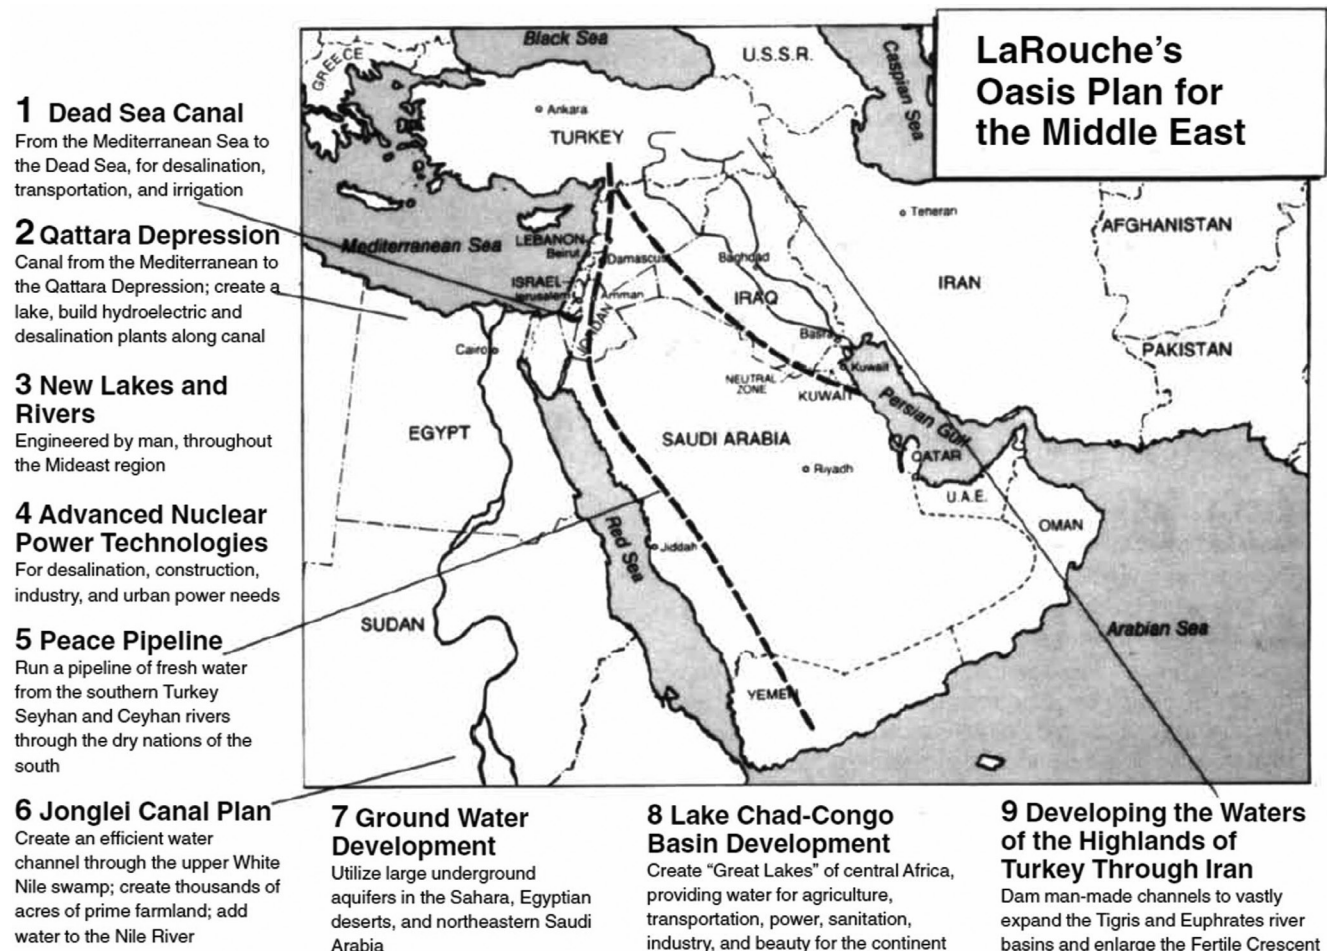 LaRouche's
Oasis Plan for
the Middle East
1 Dead Sea Canal
From the Mediterranean Sea to
the Dead Sea, for desalination,
transportation, and irrigation
2 Qattara Depression
Canal from the Mediterranean to
the Qattara Depression; create a
lake, build hydroelectric and
desalination plants along canal
3 New Lakes and
Rivers
Engineered by man, throughout
the Mideast region
4 Advanced Nuclear
Power Technologies
For desalination, construction,
industry, and urban power needs
5 Peace Pipeline
Run a pipeline of fresh water
from the southern Turkey
Seyhan and Ceyhan rivers
through the dry nations of the
south
6 Jonglei Canal Plan
Create an efficient water
channel through the upper White
Nile swamp; create thousands of
acres of prime farmland; add
water to the Nile River
7 Ground Water
Development
Utilize large underground
aquifers in the Sahara, Egyptian
deserts, and northeastern Saudi
Arabia
8 Lake Chad-Congo
Basin Development
Create “Great Lakes” of central Africa,
providing water for agriculture,
transportation, power, sanitation,
industry, and beauty for the continent
9 Developing the Waters
of the Highlands of
Turkey Through Iran
Dam man-made channels to vastly
expand the Tigris and Euphrates river
basins and enlarge the Fertile Crescent
GREECE
Black Sea
U.S.S.R.
Caspian Sea
Ankara
TURKEY
Teneran
AFGHANISTAN
Mediterranean Sea
LEBANON
Beirut
Damascus
Baghdad
ISRAEL
Jerusalem
Amman
JORDAN
IRAQ
IRAN
Cairo
Basra
Kuwait
PAKISTAN
NEUTRAL
ZONE
KUWAIT
Persian Gulf
EGYPT
SAUDI ARABIA
QATAR
Riyadh
U.A.E.
OMAN
Red Sea
Jiddah
SUDAN
Arabian Sea
YEMEN